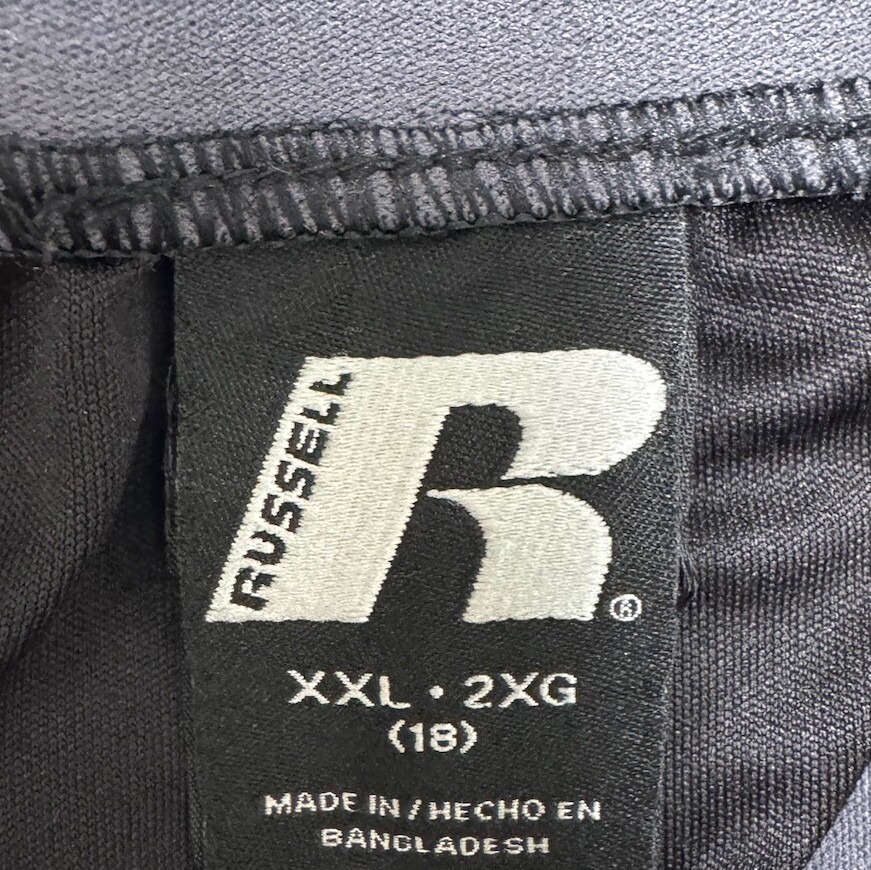 RUSSELL
®
XXL • 2XG
(18)
MADE IN / HECHO EN
BANGLADESH